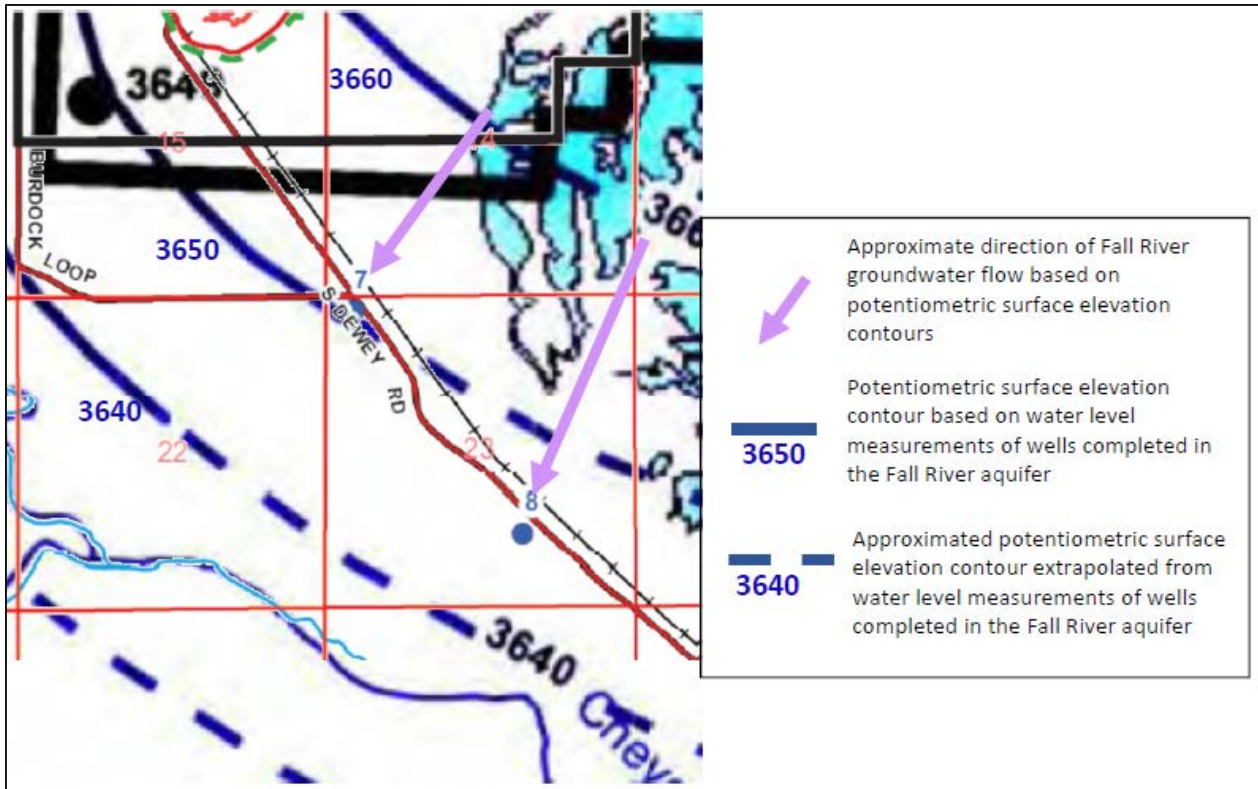 3645
3660
15
14
BURDOCK
LOOP
3650
366
7
S DEWEY
RD
3640
22
23
8
3640
Chey
Approximate direction of Fall River
groundwater flow based on
potentiometric surface elevation
contours
Potentiometric surface elevation
contour based on water level
measurements of wells completed in
the Fall River aquifer
3650
Approximated potentiometric surface
elevation contour extrapolated from
water level measurements of wells
completed in the Fall River aquifer
3640